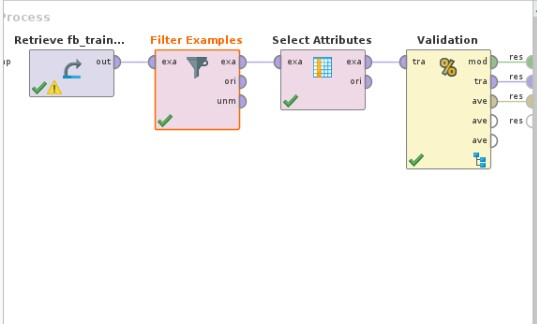 Process
Retrieve fb_train...
Filter Examples
Select Attributes
Validation
out
exa
exa
exa
exa
tra
mod
res
ori
ori
tra
res
unm
ave
res
ave
res
ave